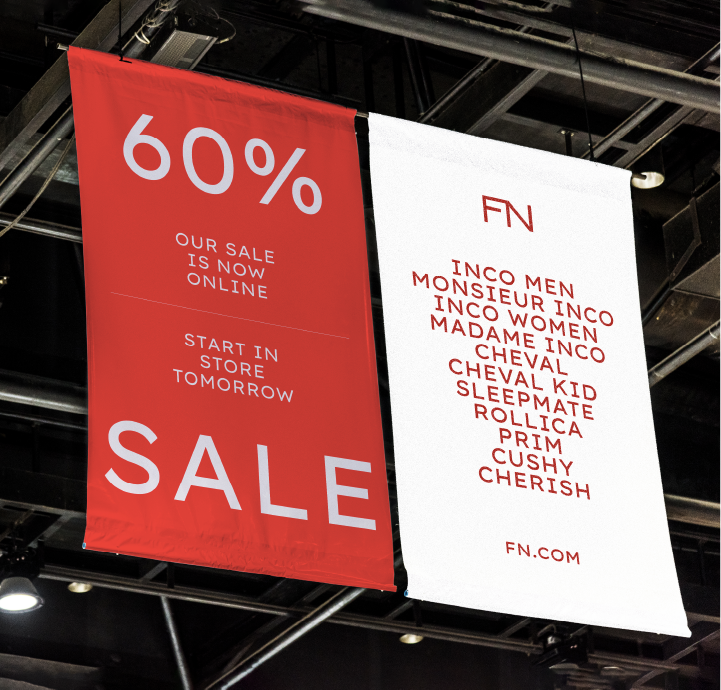 60%
OUR SALE
IS NOW
ONLINE
START IN
STORE
TOMORROW
SALE
FN
INCO MEN
MONSIEUR INCO
INCO WOMEN
MADAME INCO
CHEVAL
CHEVAL KID
SLEEPMATE
ROLLICA
PRIM
CUSHY
CHERISH
FN.COM